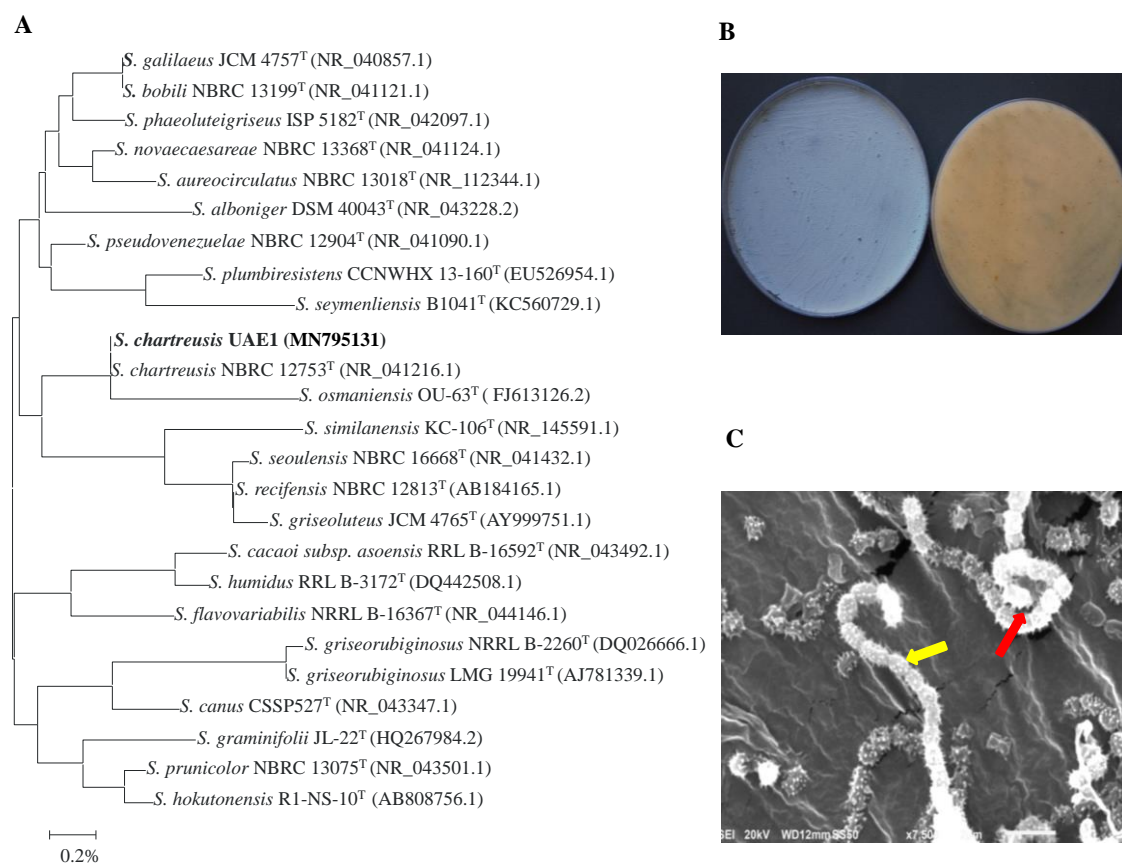 A
S. galilaeus JCM 4757T (NR_040857.1)
S. bobili NBRC 13199T (NR_041121.1)
S. phaeoluteigriseus ISP 5182T (NR_042097.1)
S. novaecaesareae NBRC 13368T (NR_041124.1)
S. aureocirculatus NBRC 13018T (NR_112344.1)
S. alboniger DSM 40043T (NR_043228.2)
S. pseudovenezuelae NBRC 12904T (NR_041090.1)
S. plumbiresistens CCNWHX 13-160T (EU526954.1)
S. seymenliensis B1041T (KC560729.1)
S. chartreusis UAE1 (MN795131)
S. chartreusis NBRC 12753T (NR_041216.1)
S. osmaniensis OU-63T ( FJ613126.2)
S. similanensis KC-106T (NR_145591.1)
S. seoulensis NBRC 16668T (NR_041432.1)
S. recifensis NBRC 12813T (AB184165.1)
S. griseoluteus JCM 4765T (AY999751.1)
S. cacaoi subsp. asoensis RRL B-16592T (NR_043492.1)
S. humidus RRL B-3172T (DQ442508.1)
S. flavovariabilis NRRL B-16367T (NR_044146.1)
S. griseorubiginosus NRRL B-2260T (DQ026666.1)
S. griseorubiginosus LMG 19941T (AJ781339.1)
S. canus CSSP527T (NR_043347.1)
S. graminifolii JL-22T (HQ267984.2)
S. prunicolor NBRC 13075T (NR_043501.1)
S. hokutonensis R1-NS-10T (AB808756.1)
0.2%
B
C
SEI 20kV WD12mm SS50